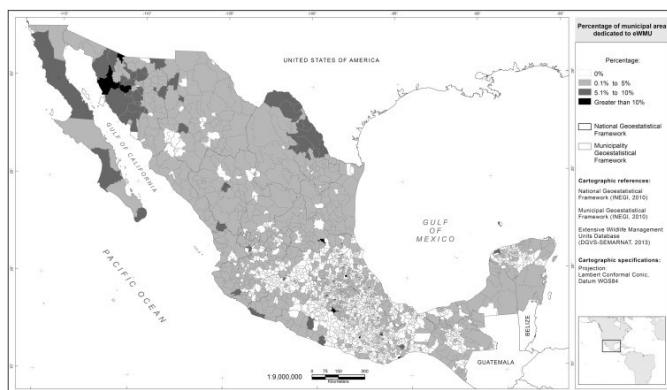 UNITED STATES OF AMERICA
GULF OF CALIFORNIA
GULF
OF
MEXICO
PACIFIC OCEAN
BELIZE
GUATEMALA
1:9,000,000
Kilometers
Percentage of municipal area
dedicated to eWMU
Percentage:
0%
0.1% to 5%
5.1% to 10%
Greater than 10%
National Geostatistical
Framework
Municipality
Geostatistical
Framework
Cartographic references:
National Geostatistical
Framework (INEGI, 2010)
Municipal Geostatistical
Framework (INEGI, 2010)
Extensive Wildlife Management
Units Database
(DGVS-SEMARNAT, 2013)
Cartographic specifications:
Projection:
Lambert Conformal Conic,
Datum WGS84